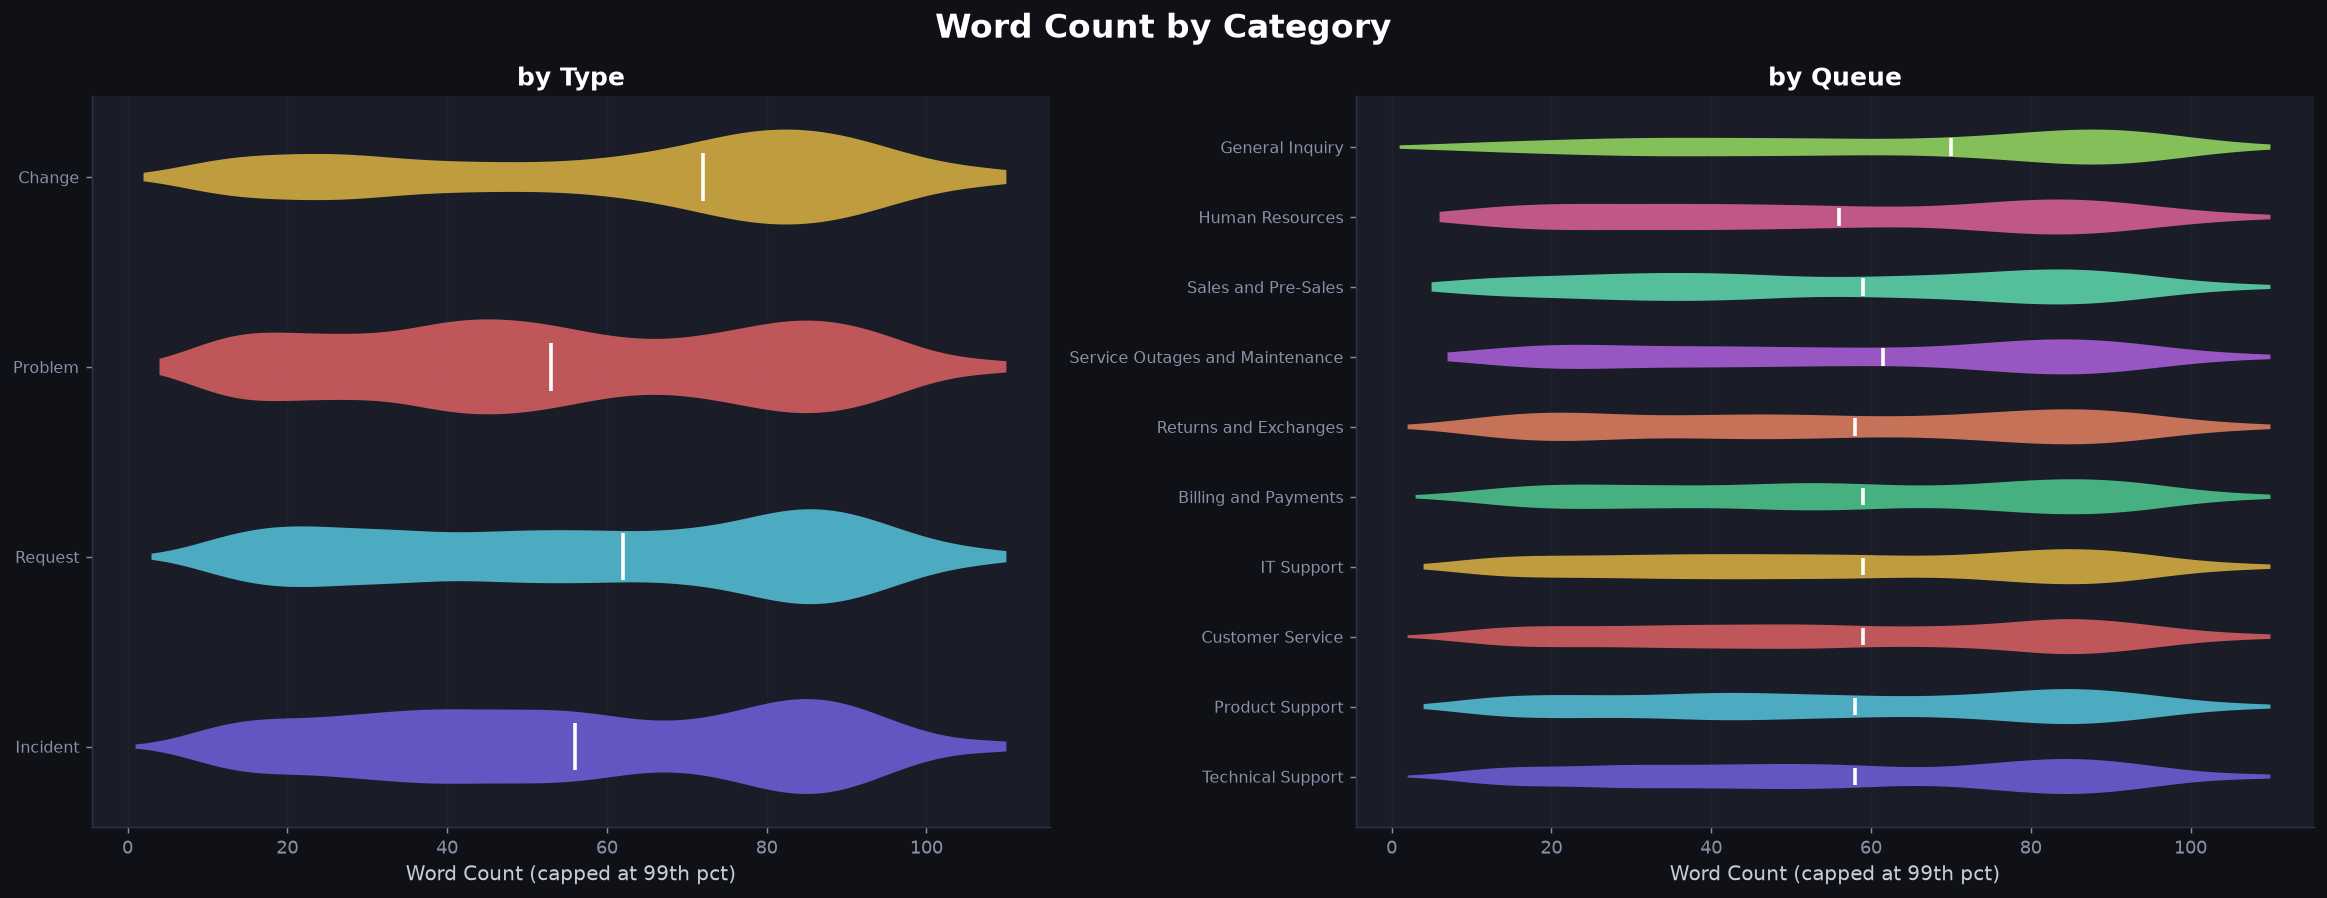 Word Count by Category
by Type
Change
Problem
Request
Incident
0 20 40 60 80 100
Word Count (capped at 99th pct)
by Queue
General Inquiry
Human Resources
Sales and Pre-Sales
Service Outages and Maintenance
Returns and Exchanges
Billing and Payments
IT Support
Customer Service
Product Support
Technical Support
0 20 40 60 80 100
Word Count (capped at 99th pct)